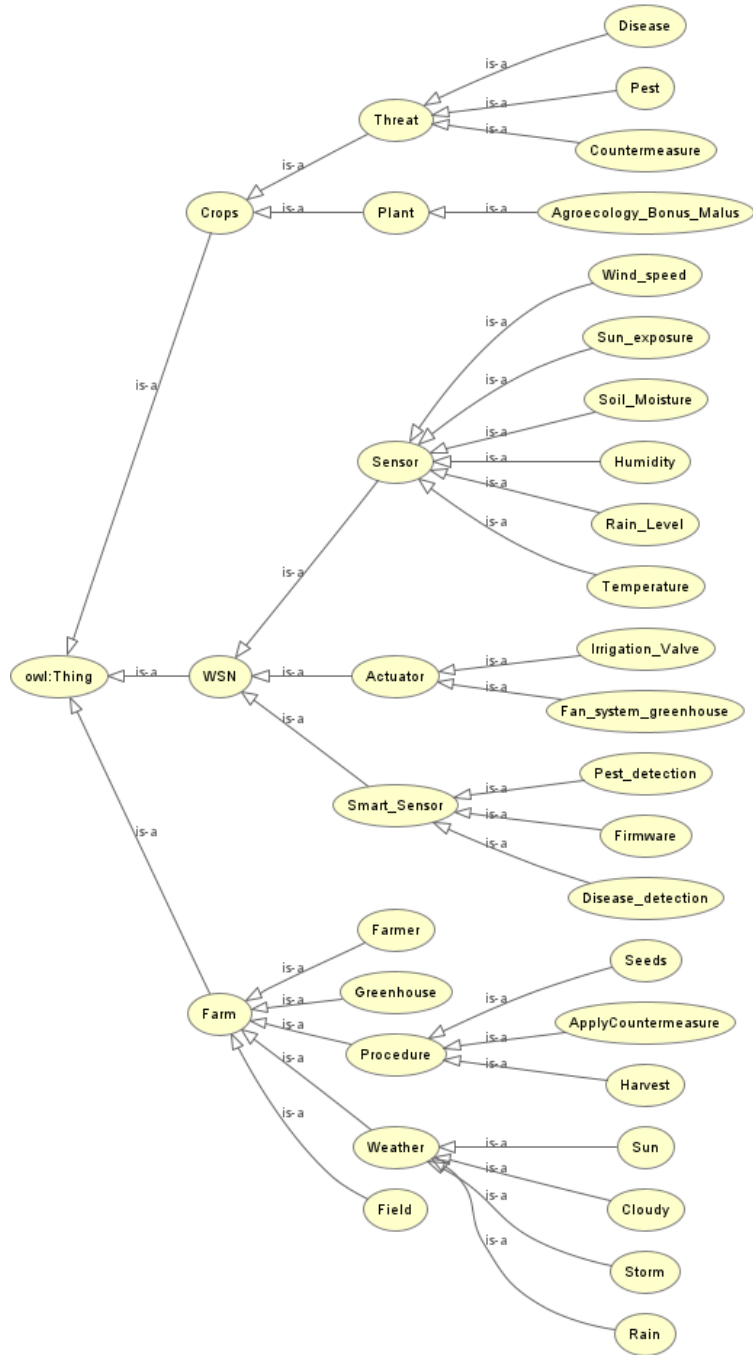 Disease
is-a
Pest
is-a
Threat
is-a
Countermeasure
is-a
Crops
is-a
Plant
is-a
Agroecology_Bonus_Malus
Wind_speed
is-a
Sun_exposure
is-a
is-a
Soil_Moisture
is-a
Sensor
is-a
Humidity
is-a
Rain_Level
is-a
Temperature
is-a
Irrigation_Valve
is-a
owl:Thing
is-a
WSN
is-a
Actuator
is-a
Fan_system_greenhouse
is-a
Pest_detection
is-a
Smart_Sensor
is-a
Firmware
is-a
is-a
Disease_detection
Farmer
is-a
Seeds
Greenhouse
is-a
is-a
Farm
is-a
ApplyCountermeasure
is-a
Procedure
is-a
Harvest
is-a
Weather
is-a
Sun
is-a
is-a
Field
is-a
Cloudy
is-a
Storm
Rain